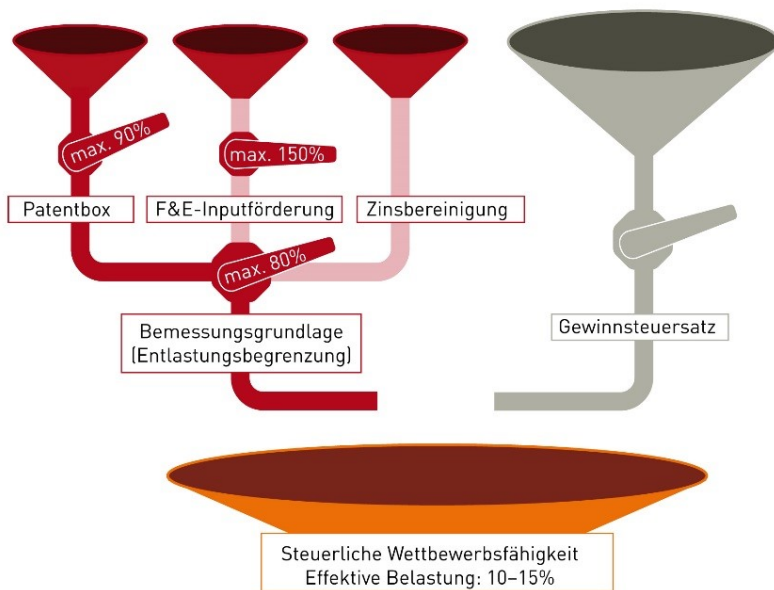 max. 90%
max. 150%
Patentbox
F&E-Inputförderung
Zinsbereinigung
max. 80%
Bemessungsgrundlage
(Entlastungsbegrenzung)
Gewinnsteuersatz
Steuerliche Wettbewerbsfähigkeit
Effektive Belastung: 10–15%